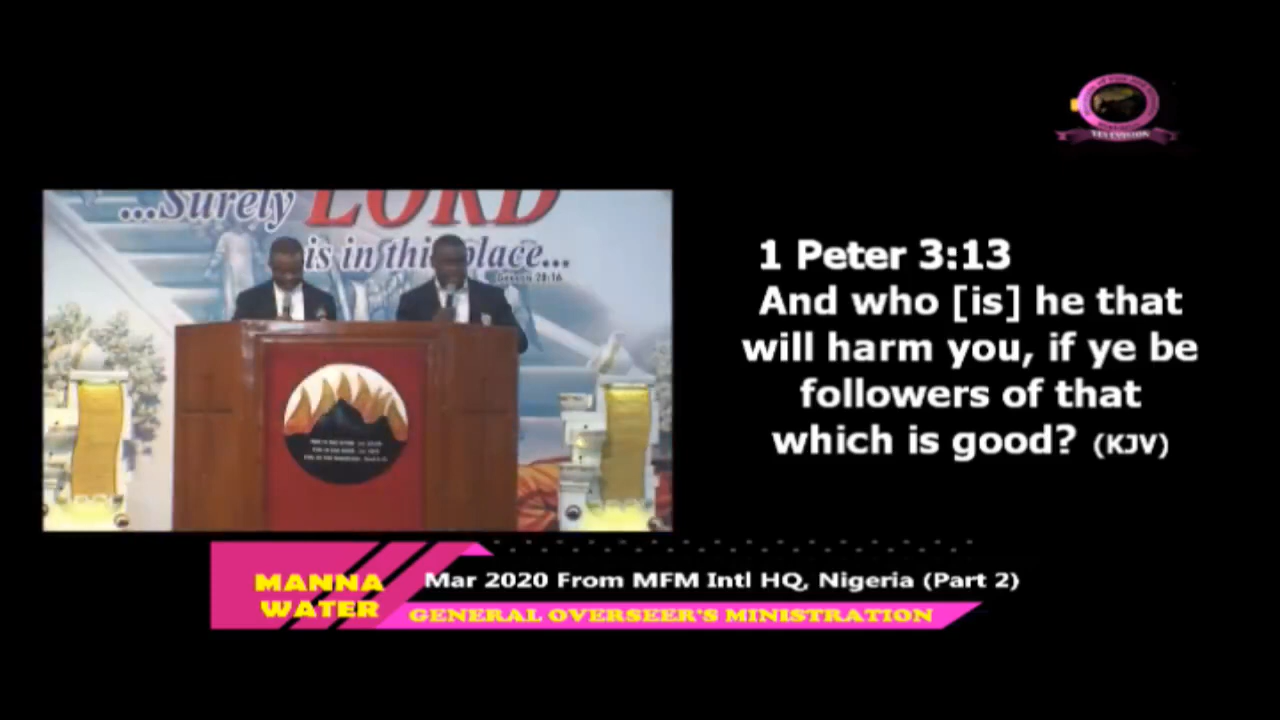 ...Surely LORD
is in this place...
Genesis 28:16
TELEVISION
1 Peter 3:13
And who [is] he that
will harm you, if ye be
followers of that
which is good? (KJV)
MANNA
WATER
Mar 2020 From MFM Intl HQ, Nigeria (Part 2)
GENERAL OVERSEER'S MINISTRATION